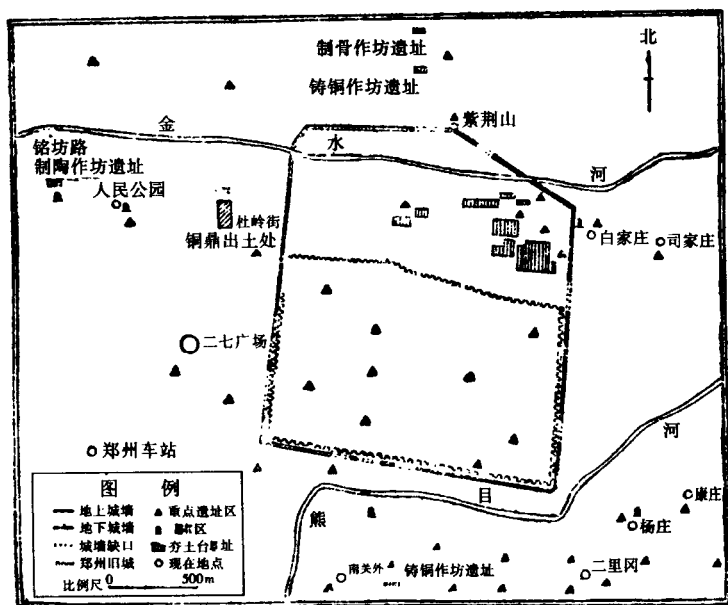 制骨作坊遗址
铸铜作坊遗址
北
紫荆山
金 水 河
铭坊路
制陶作坊遗址
人民公园
杜岭街
铜鼎出土处
白家庄
司家庄
二七广场
郑州车站
熊 目 河
康庄
杨庄
二里冈
南关外
铸铜作坊遗址
图 例
地上城墙
重点遗址区
地下城墙
区
城墙缺口
夯土台基址
郑州旧城
现在地点
比例尺 0 500m